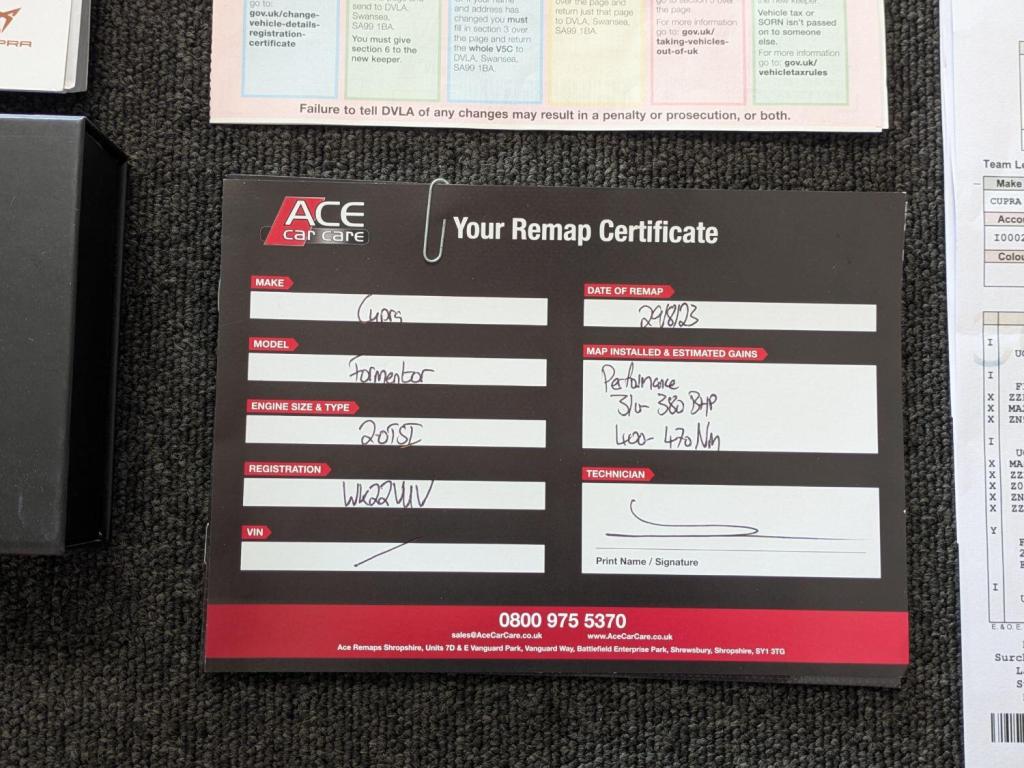 go to:
gov.uk/change-
vehicle-details-
registration-
certificate
send to DVLA,
Swansea,
SA99 1BA.
You must give
section 6 to the
new keeper.
and address has
changed you must
fill in section 3 over
the page and return
the whole V5C to
DVLA, Swansea,
SA99 1BA.
over the page and
return just that page
to DVLA, Swansea,
SA99 1BA.
the page.
For more information
go to: gov.uk/
taking-vehicles-
out-of-uk
Vehicle tax or
SORN isn't passed
on to someone
else.
For more information
go to: gov.uk/
vehicletaxrules
Failure to tell DVLA of any changes may result in a penalty or prosecution, or both.
ACE
car care
Your Remap Certificate
MAKE
Cupra
MODEL
Formentor
ENGINE SIZE & TYPE
2.0TSI
REGISTRATION
VIN
DATE OF REMAP
29/8/23
MAP INSTALLED & ESTIMATED GAINS
Performance
310- 380 BHP
400- 470 Nm
TECHNICIAN
Print Name / Signature
0800 975 5370
sales@AceCarCare.co.uk www.AceCarCare.co.uk
Ace Remaps Shropshire, Units 7D & E Vanguard Park, Vanguard Way, Battlefield Enterprise Park, Shrewsbury, Shropshire, SY1 3TG
Make
CUPRA